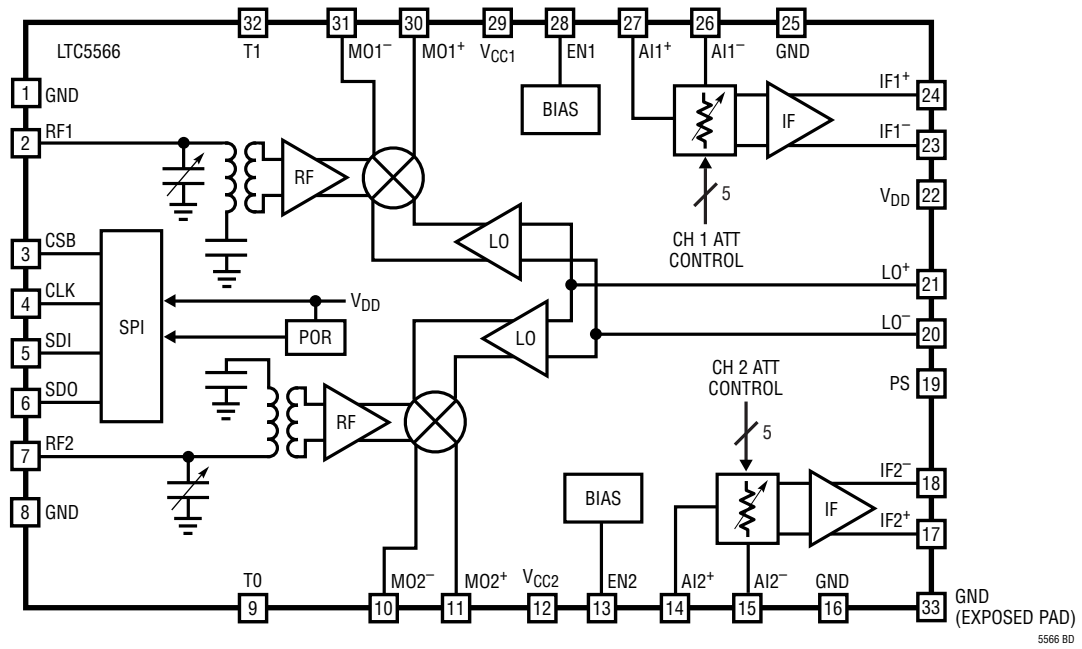 32 31 30 29 28 27 26 25
LTC5566
T1 MO1⁻ MO1⁺ VCC1 EN1 AI1⁺ AI1⁻ GND
1 GND
BIAS
IF1⁺ 24
2 RF1
RF
IF
IF1⁻ 23
5
VDD 22
3 CSB
LO
CH 1 ATT
CONTROL
LO⁺ 21
4 CLK
SPI
VDD
5 SDI
POR
LO
LO⁻ 20
6 SDO
CH 2 ATT
CONTROL
PS 19
7 RF2
RF
5
8 GND
BIAS
IF
IF2⁻ 18
IF2⁺ 17
T0 MO2⁻ MO2⁺ VCC2 EN2 AI2⁺ AI2⁻ GND
9 10 11 12 13 14 15 16 33
GND
(EXPOSED PAD)
5566 BD